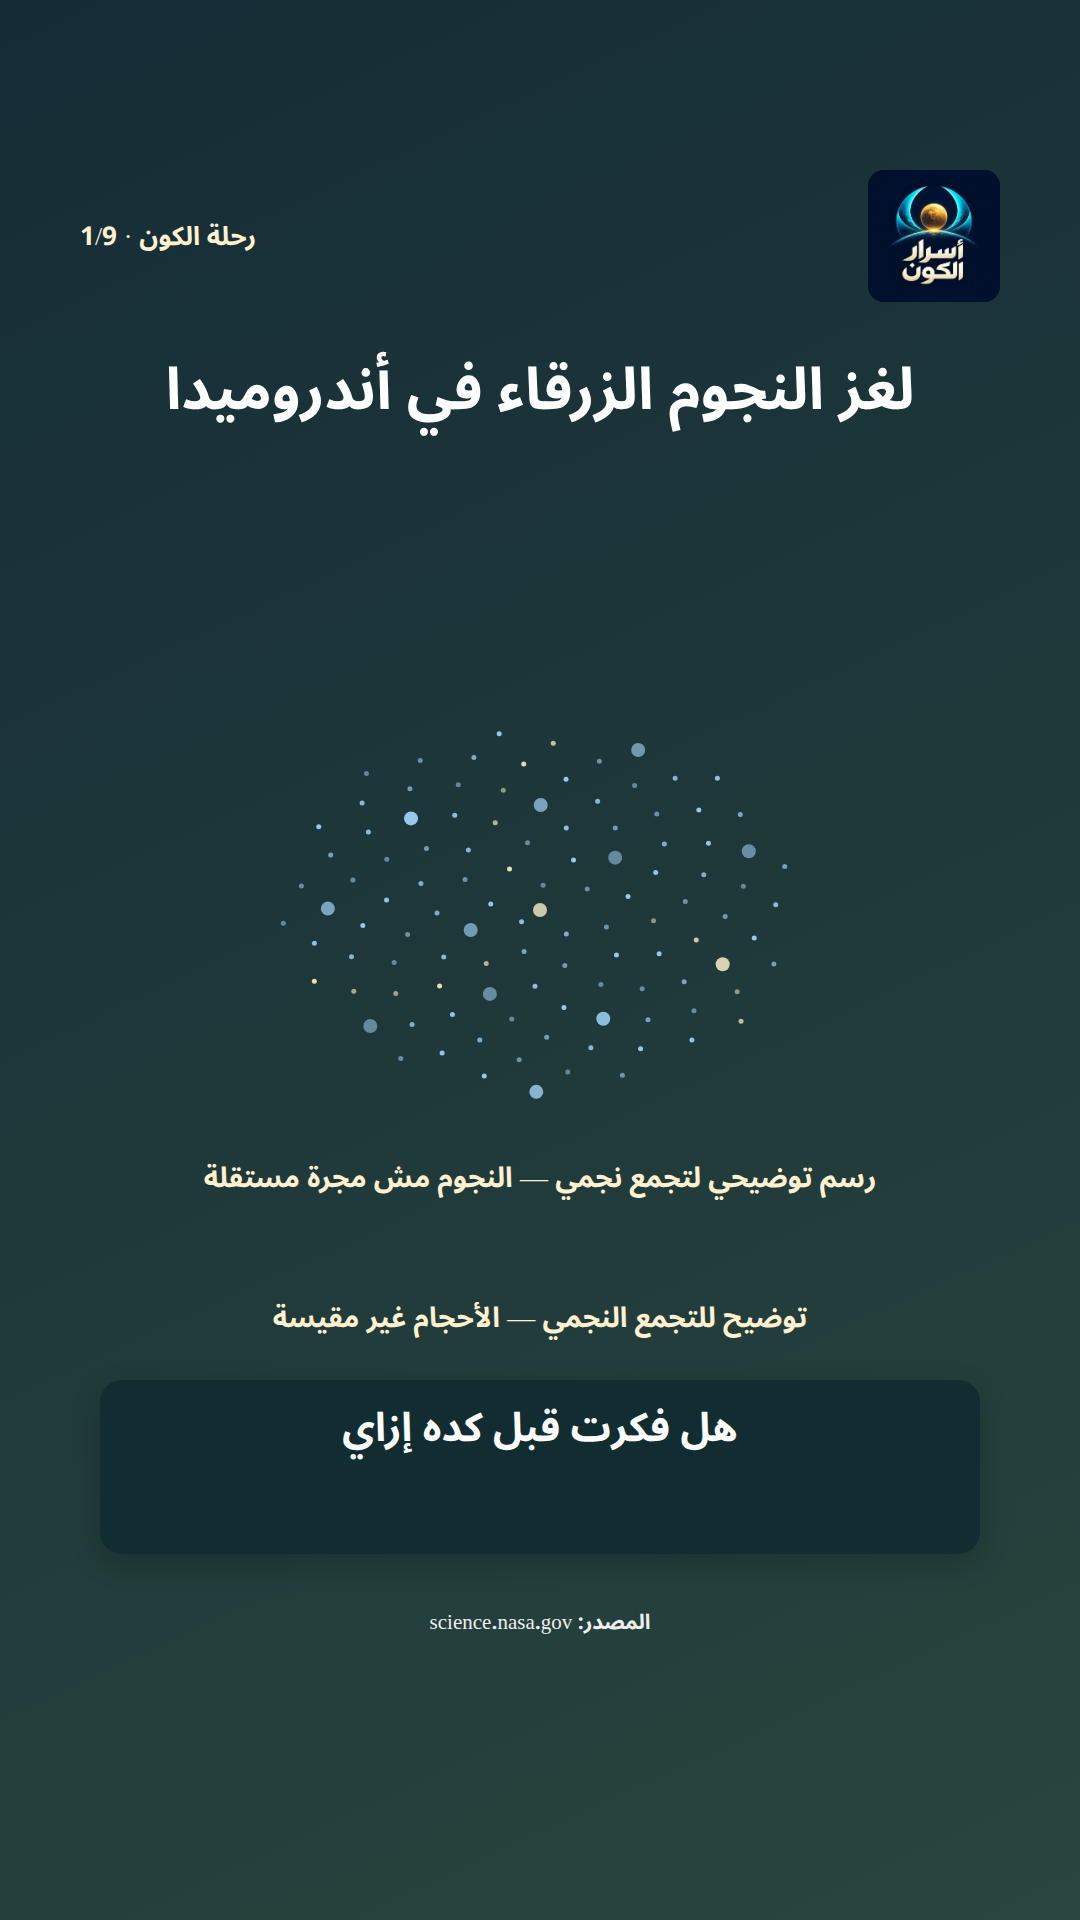 أسرار
الكون
رحلة الكون · 1/9
لغز النجوم الزرقاء في أندروميدا
رسم توضيحي لتجمع نجمي — النجوم مش مجرة مستقلة
توضيح للتجمع النجمي — الأحجام غير مقيسة
هل فكرت قبل كده إزاي
المصدر: science.nasa.gov